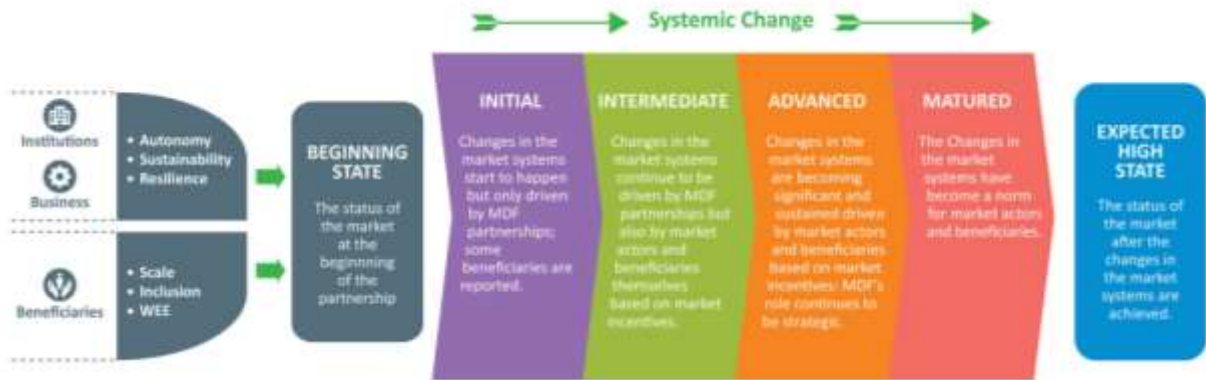 Systemic Change
Institutions
Business
• Autonomy
• Sustainability
• Resilience
Beneficiaries
• Scale
• Inclusion
• WEE
BEGINNING
STATE
The status of
the market
at the
beginnning
of the
partnership
INITIAL
Changes in the
market systems
start to happen
but only driven
by MDF
partnerships;
some
beneficiaries are
reported.
INTERMEDIATE
Changes in the
market systems
continue to be
driven by MDF
partnerships but
also by market
actors and
beneficiaries
themselves
based on market
incentives.
ADVANCED
Changes in the
market systems
are becoming
significant and
sustained driven
by market actors
and beneficiaries
based on market
incentives: MDF's
role continues to
be strategic.
MATURED
The Changes in
the market
systems have
become a norm
for market actors
and beneficiaries.
EXPECTED
HIGH
STATE
The status of
the market
after the
changes in
the market
systems are
achieved.